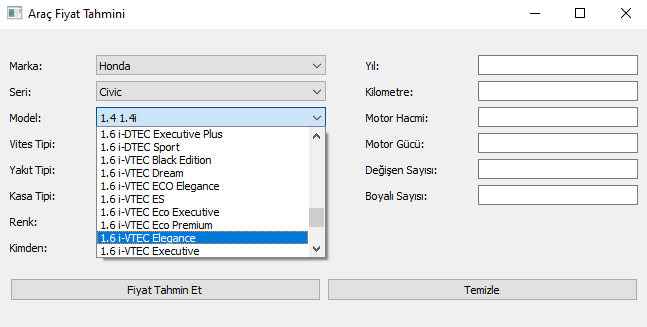 Araç Fiyat Tahmini
Marka: Honda Yıl:
Seri: Civic Kilometre:
Model: 1.4 1.4i Motor Hacmi:
1.6 i-DTEC Executive Plus
Vites Tipi: 1.6 i-DTEC Sport Motor Gücü:
1.6 i-VTEC Black Edition
Yakıt Tipi: 1.6 i-VTEC Dream Değişen Sayısı:
1.6 i-VTEC ECO Elegance
Kasa Tipi: 1.6 i-VTEC ES Boyalı Sayısı:
1.6 i-VTEC Eco Executive
Renk: 1.6 i-VTEC Eco Premium
1.6 i-VTEC Elegance
Kimden: 1.6 i-VTEC Executive
Fiyat Tahmin Et Temizle